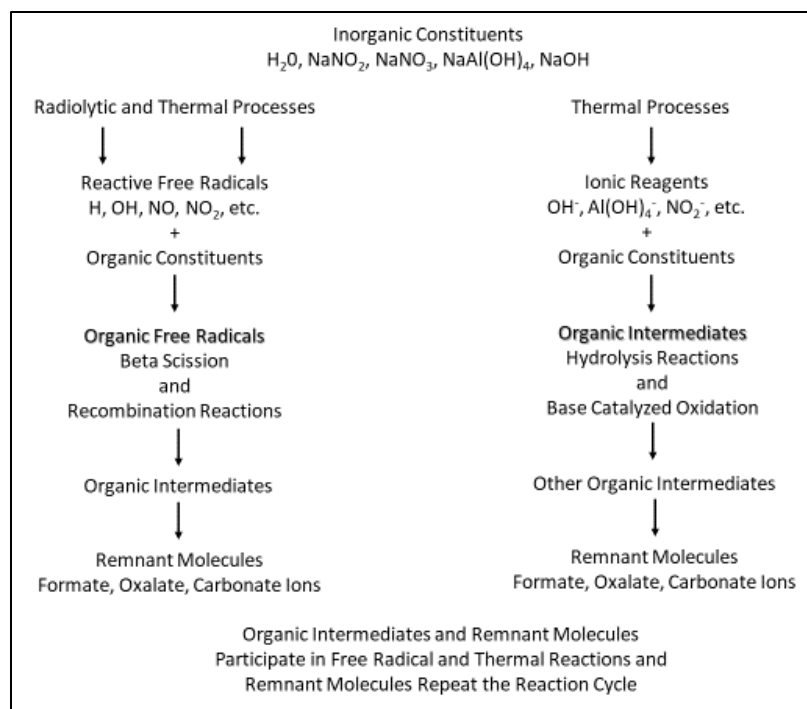 Inorganic Constituents
H₂0, NaNO₂, NaNO₃, NaAl(OH)₄, NaOH
Radiolytic and Thermal Processes
Reactive Free Radicals
H, OH, NO, NO₂, etc.
+
Organic Constituents
Organic Free Radicals
Beta Scission
and
Recombination Reactions
Organic Intermediates
Remnant Molecules
Formate, Oxalate, Carbonate Ions
Thermal Processes
Ionic Reagents
OH⁻, Al(OH)₄⁻, NO₂⁻, etc.
+
Organic Constituents
Organic Intermediates
Hydrolysis Reactions
and
Base Catalyzed Oxidation
Other Organic Intermediates
Remnant Molecules
Formate, Oxalate, Carbonate Ions
Organic Intermediates and Remnant Molecules
Participate in Free Radical and Thermal Reactions and
Remnant Molecules Repeat the Reaction Cycle